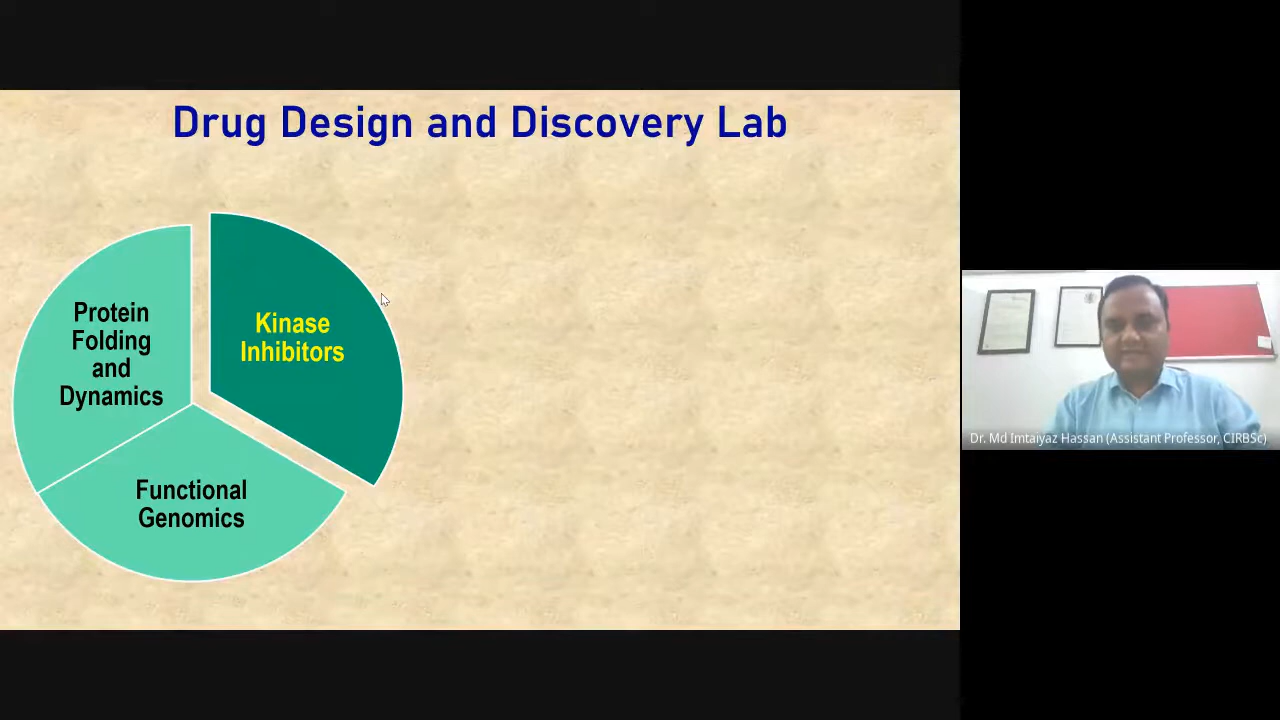 Drug Design and Discovery Lab
Protein
Folding
and
Dynamics
Kinase
Inhibitors
Functional
Genomics
Dr. Md Imtaiyaz Hassan (Assistant Professor, CIRBSc)